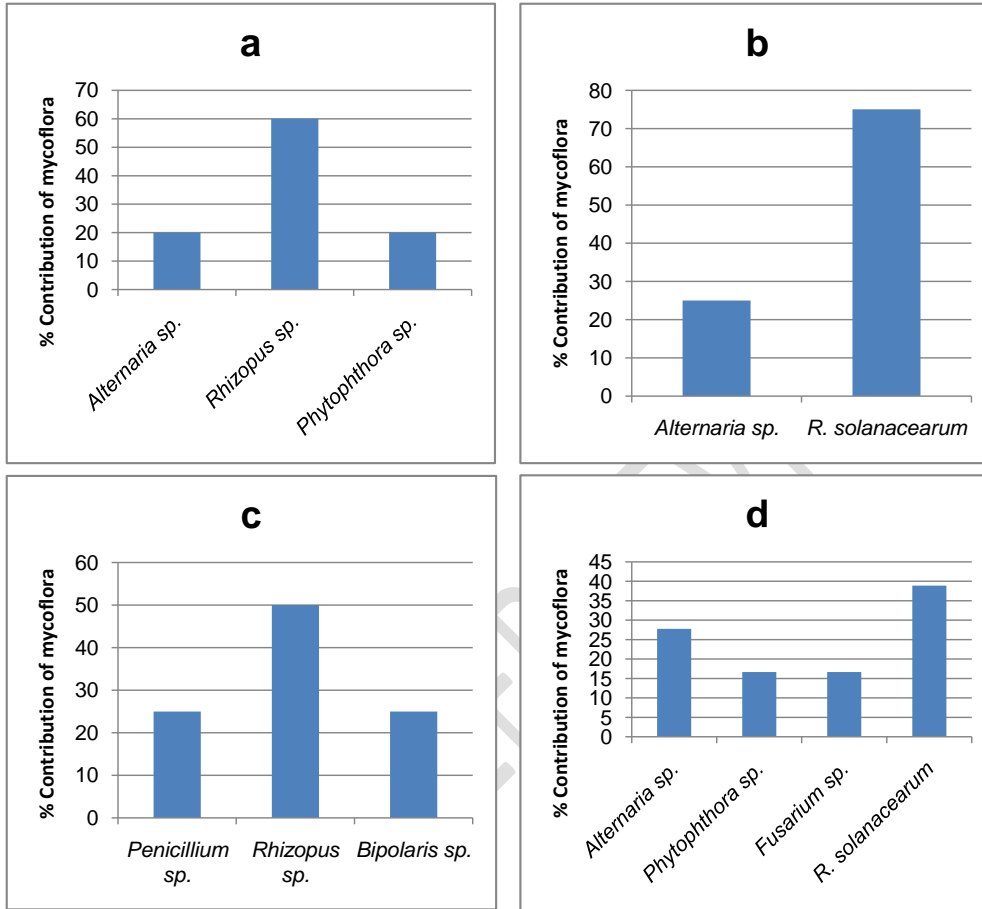 a
% Contribution of mycoflora
70
60
50
40
30
20
10
0
Alternaria sp.
Rhizopus sp.
Phytophthora sp.
b
% Contribution of mycoflora
80
70
60
50
40
30
20
10
0
Alternaria sp.
R. solanacearum
c
% Contribution of mycoflora
60
50
40
30
20
10
0
Penicillium
sp.
Rhizopus
sp.
Bipolaris sp.
d
% Contribution of mycoflora
45
40
35
30
25
20
15
10
5
0
Alternaria sp.
Phytophthora sp.
Fusarium sp.
R. solanacearum